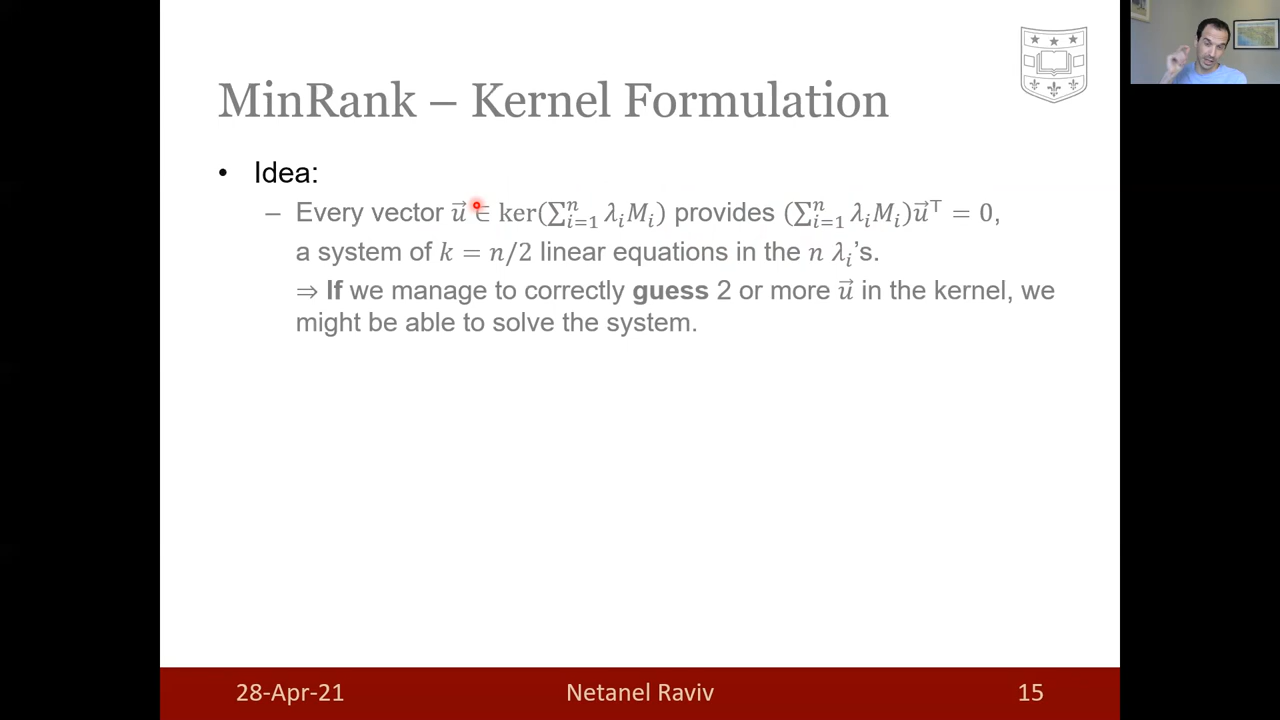 MinRank – Kernel Formulation
• Idea:
– Every vector u⃗ ∈ ker(∑ⁿᵢ₌₁ λᵢMᵢ) provides (∑ⁿᵢ₌₁ λᵢMᵢ)u⃗ᵀ = 0,
a system of k = n/2 linear equations in the n λᵢ's.
⇒ If we manage to correctly guess 2 or more u⃗ in the kernel, we
might be able to solve the system.
28-Apr-21
Netanel Raviv
15